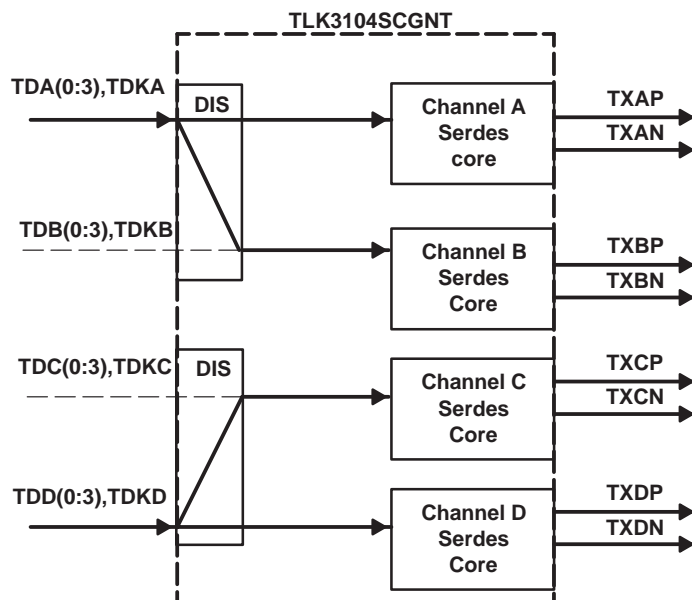 TLK3104SCGNT
TDA(0:3),TDKA
DIS
Channel A
Serdes
core
TXAP
TXAN
TDB(0:3),TDKB
Channel B
Serdes
Core
TXBP
TXBN
TDC(0:3),TDKC
DIS
Channel C
Serdes
Core
TXCP
TXCN
TDD(0:3),TDKD
Channel D
Serdes
Core
TXDP
TXDN